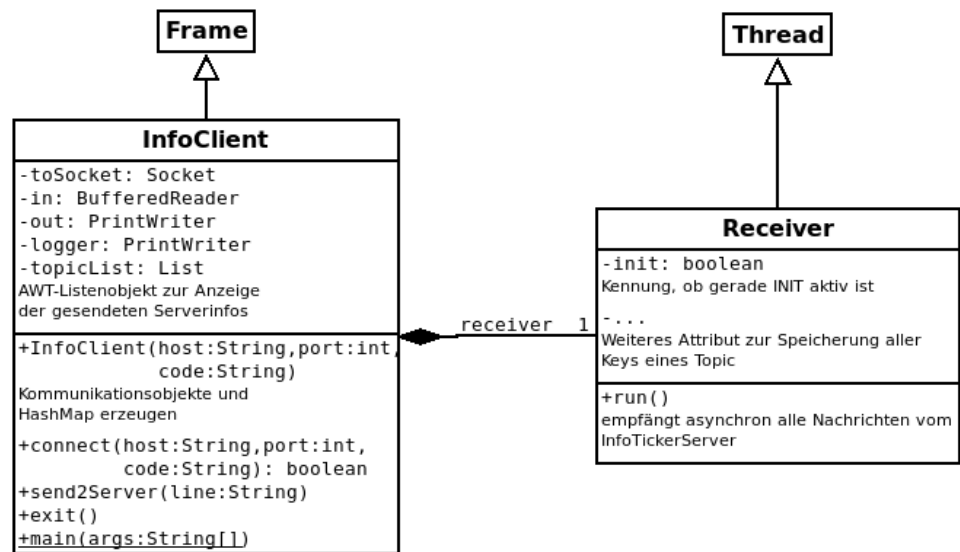 Frame
InfoClient
-toSocket: Socket
-in: BufferedReader
-out: PrintWriter
-logger: PrintWriter
-topicList: List
AWT-Listenobjekt zur Anzeige
der gesendeten Serverinfos
+InfoClient(host:String,port:int,
code:String)
Kommunikationsobjekte und
HashMap erzeugen
+connect(host:String,port:int,
code:String): boolean
+send2Server(line:String)
+exit()
+main(args:String[])
receiver 1
Thread
Receiver
-init: boolean
Kennung, ob gerade INIT aktiv ist
-...
Weiteres Attribut zur Speicherung aller
Keys eines Topic
+run()
empfängt asynchron alle Nachrichten vom
InfoTickerServer